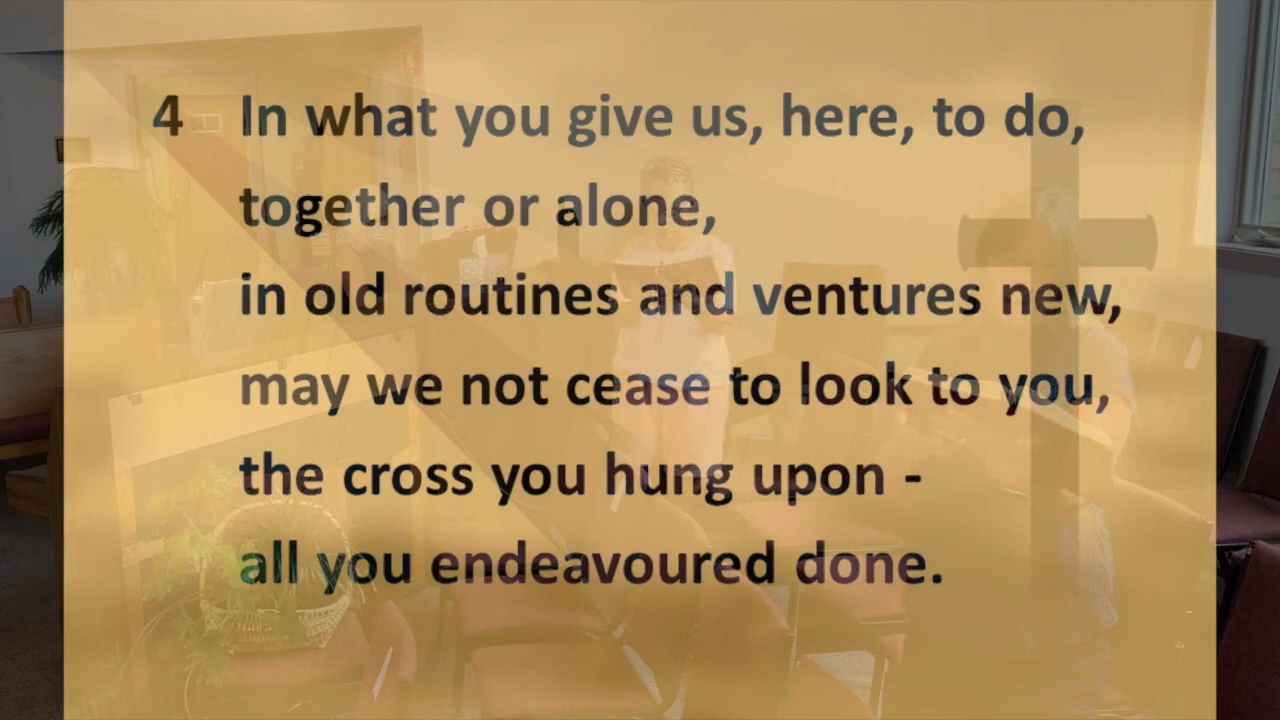 4 In what you give us, here, to do,
together or alone,
in old routines and ventures new,
may we not cease to look to you,
the cross you hung upon -
all you endeavoured done.